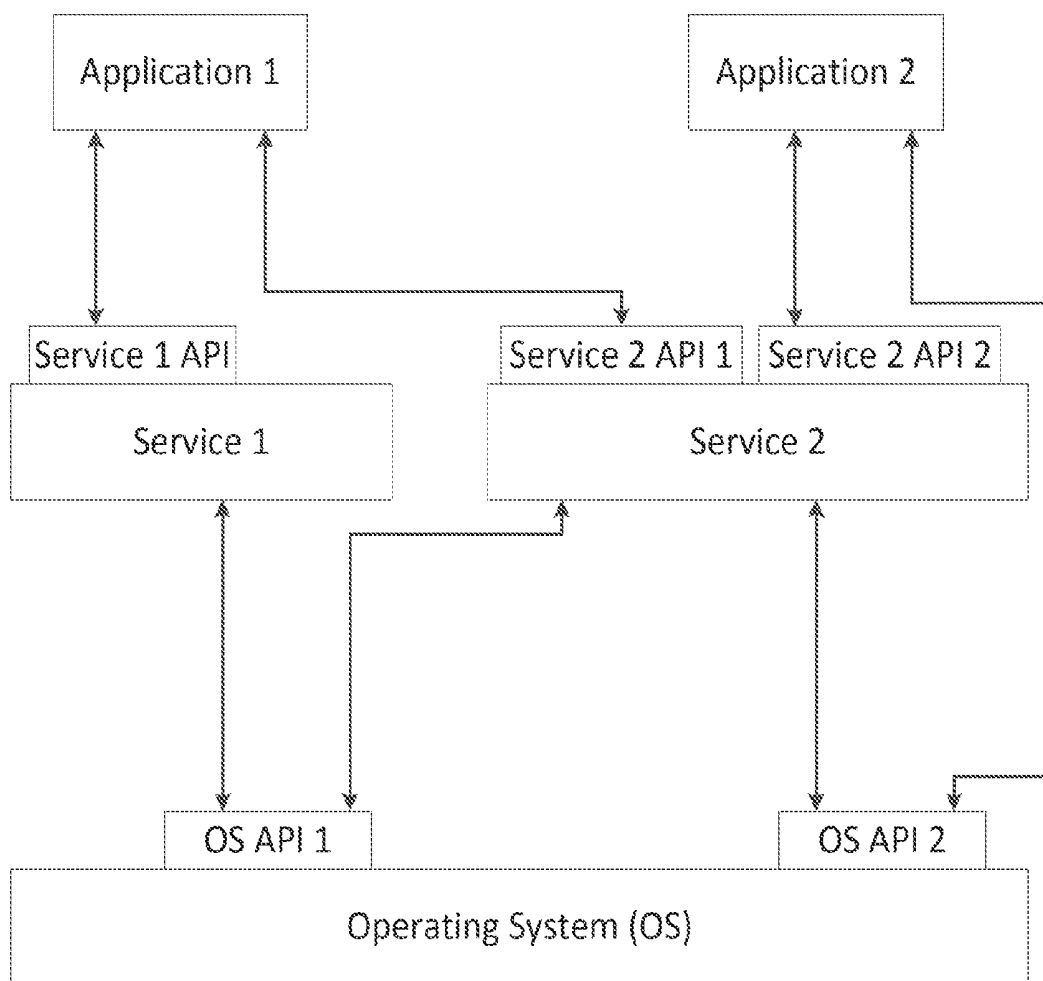 Application 1
Application 2
Service 1 API
Service 2 API 1
Service 2 API 2
Service 1
Service 2
OS API 1
OS API 2
Operating System (OS)